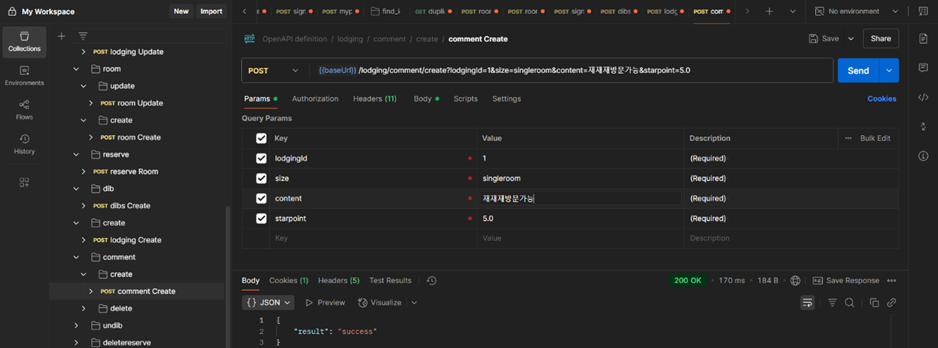 My Workspace
New
Import
POST sign
POST myp
find_i
GET dupli
POST roor
POST roor
POST sign
POST dibs
POST lodg
POST com
No environment
Collections
Environments
Flows
History
POST lodging Update
room
update
POST room Update
create
POST room Create
reserve
POST reserve Room
dib
POST dibs Create
create
POST lodging Create
comment
create
POST comment Create
delete
undib
deletereserve
OpenAPI definition / lodging / comment / create / comment Create
Save
Share
POST
{{baseUrl}} /lodging/comment/create?lodgingId=1&size=singleroom&content=재재재방문가능&starpoint=5.0
Send
Params
Authorization
Headers (11)
Body
Scripts
Settings
Cookies
Query Params
Key Value Description ••• Bulk Edit
lodgingId * 1 (Required)
size * singleroom (Required)
content * 재재재방문가능 (Required)
starpoint * 5.0 (Required)
Key Value Description
Body Cookies (1) Headers (5) Test Results
200 OK • 170 ms • 184 B
Save Response •••
{} JSON
Preview
Visualize
1 {
2 "result": "success"
3 }